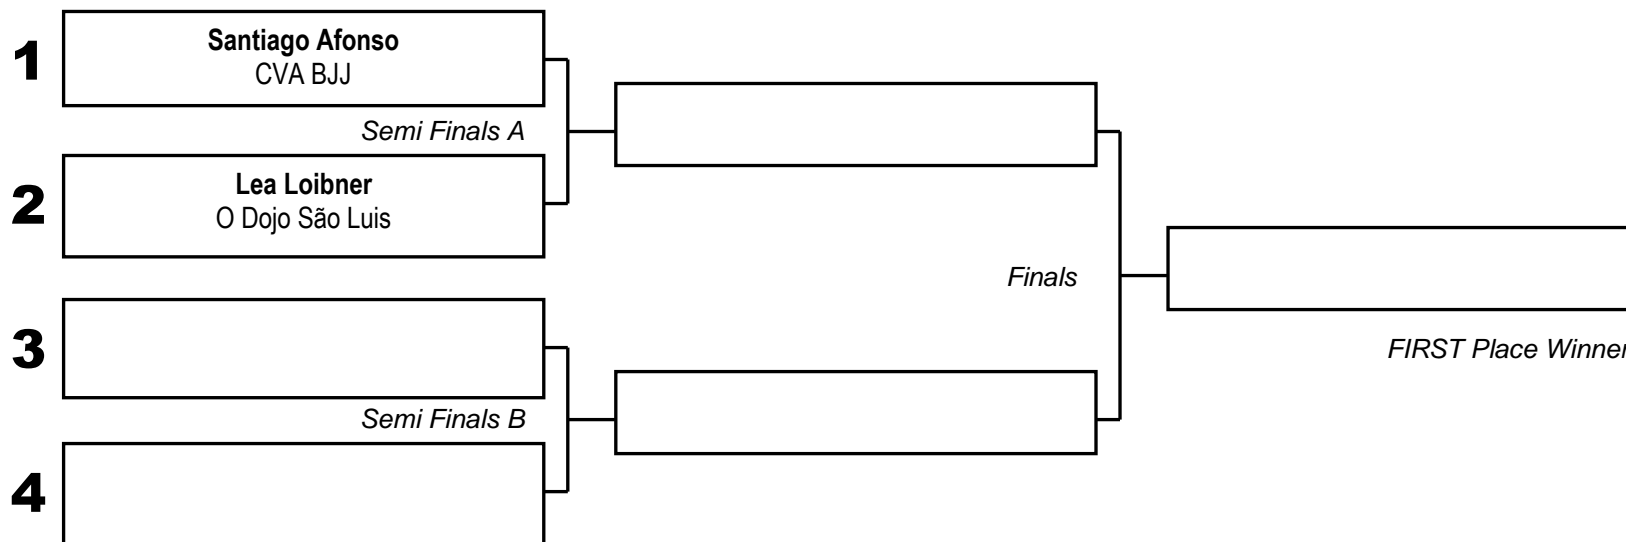 1
Santiago Afonso
CVA BJJ
Semi Finals A
2
Lea Loibner
O Dojo São Luis
Finals
3
FIRST Place Winner
Semi Finals B
4